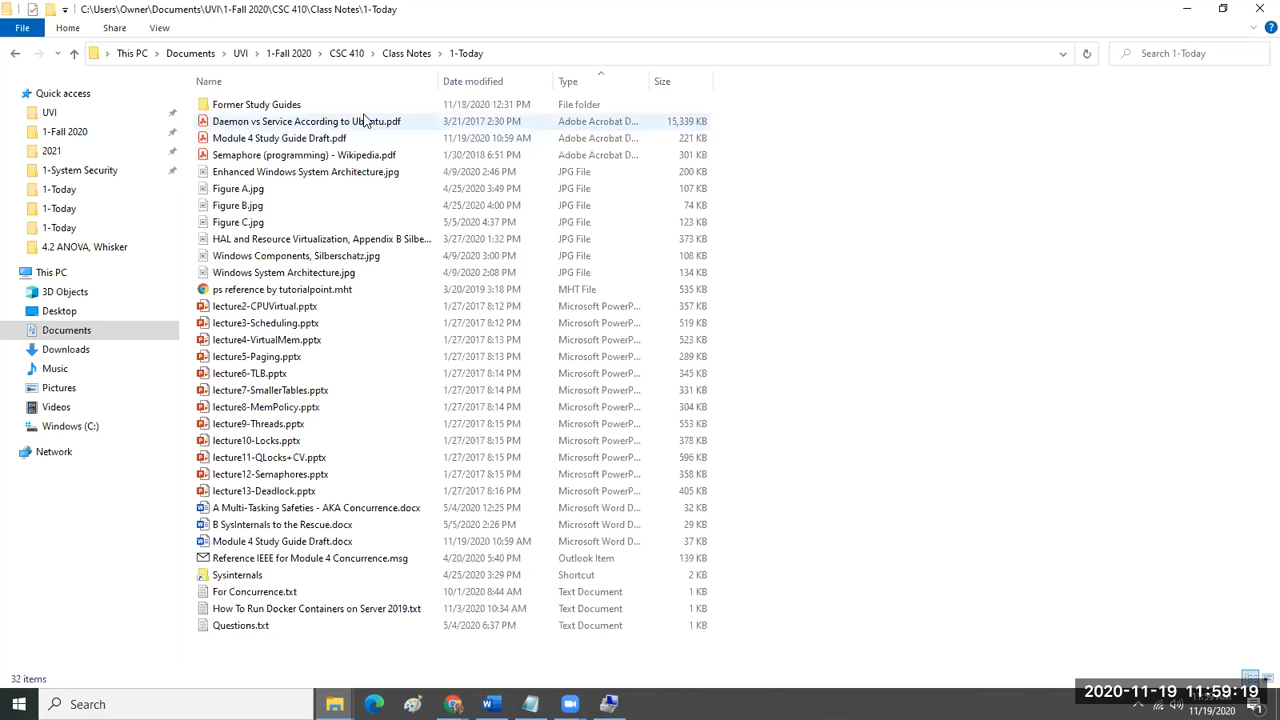 C:\Users\Owner\Documents\UVI\1-Fall 2020\CSC 410\Class Notes\1-Today
File Home Share View
This PC > Documents > UVI > 1-Fall 2020 > CSC 410 > Class Notes > 1-Today
Search 1-Today
Name Date modified Type Size
Quick access
UVI
1-Fall 2020
2021
1-System Security
1-Today
1-Today
1-Today
4.2 ANOVA, Whisker
This PC
3D Objects
Desktop
Documents
Downloads
Music
Pictures
Videos
Windows (C:)
Network
Former Study Guides 11/18/2020 12:31 PM File folder
Daemon vs Service According to Ubuntu.pdf 3/21/2017 2:30 PM Adobe Acrobat D... 15,339 KB
Module 4 Study Guide Draft.pdf 11/19/2020 10:59 AM Adobe Acrobat D... 221 KB
Semaphore (programming) - Wikipedia.pdf 1/30/2018 6:51 PM Adobe Acrobat D... 301 KB
Enhanced Windows System Architecture.jpg 4/9/2020 2:46 PM JPG File 200 KB
Figure A.jpg 4/25/2020 3:49 PM JPG File 107 KB
Figure B.jpg 4/25/2020 4:00 PM JPG File 74 KB
Figure C.jpg 5/5/2020 4:37 PM JPG File 123 KB
HAL and Resource Virtualization, Appendix B Silbe... 3/27/2020 1:32 PM JPG File 373 KB
Windows Components, Silberschatz.jpg 4/9/2020 3:00 PM JPG File 108 KB
Windows System Architecture.jpg 4/9/2020 2:08 PM JPG File 134 KB
ps reference by tutorialpoint.mht 3/20/2019 3:18 PM MHT File 535 KB
lecture2-CPUVirtual.pptx 1/27/2017 8:12 PM Microsoft PowerP... 357 KB
lecture3-Scheduling.pptx 1/27/2017 8:12 PM Microsoft PowerP... 519 KB
lecture4-VirtualMem.pptx 1/27/2017 8:13 PM Microsoft PowerP... 523 KB
lecture5-Paging.pptx 1/27/2017 8:13 PM Microsoft PowerP... 289 KB
lecture6-TLB.pptx 1/27/2017 8:14 PM Microsoft PowerP... 345 KB
lecture7-SmallerTables.pptx 1/27/2017 8:14 PM Microsoft PowerP... 331 KB
lecture8-MemPolicy.pptx 1/27/2017 8:14 PM Microsoft PowerP... 304 KB
lecture9-Threads.pptx 1/27/2017 8:15 PM Microsoft PowerP... 553 KB
lecture10-Locks.pptx 1/27/2017 8:15 PM Microsoft PowerP... 378 KB
lecture11-QLocks+CV.pptx 1/27/2017 8:15 PM Microsoft PowerP... 596 KB
lecture12-Semaphores.pptx 1/27/2017 8:15 PM Microsoft PowerP... 358 KB
lecture13-Deadlock.pptx 1/27/2017 8:16 PM Microsoft PowerP... 405 KB
A Multi-Tasking Safeties - AKA Concurrence.docx 5/4/2020 12:25 PM Microsoft Word D... 32 KB
B SysInternals to the Rescue.docx 5/5/2020 2:26 PM Microsoft Word D... 29 KB
Module 4 Study Guide Draft.docx 11/19/2020 10:59 AM Microsoft Word D... 37 KB
Reference IEEE for Module 4 Concurrence.msg 4/20/2020 5:40 PM Outlook Item 139 KB
Sysinternals 4/25/2020 3:29 PM Shortcut 2 KB
For Concurrence.txt 10/1/2020 8:44 AM Text Document 1 KB
How To Run Docker Containers on Server 2019.txt 11/3/2020 10:34 AM Text Document 1 KB
Questions.txt 5/4/2020 6:37 PM Text Document 1 KB
32 items
Search
2020-11-19 11:59:19
11/19/2020